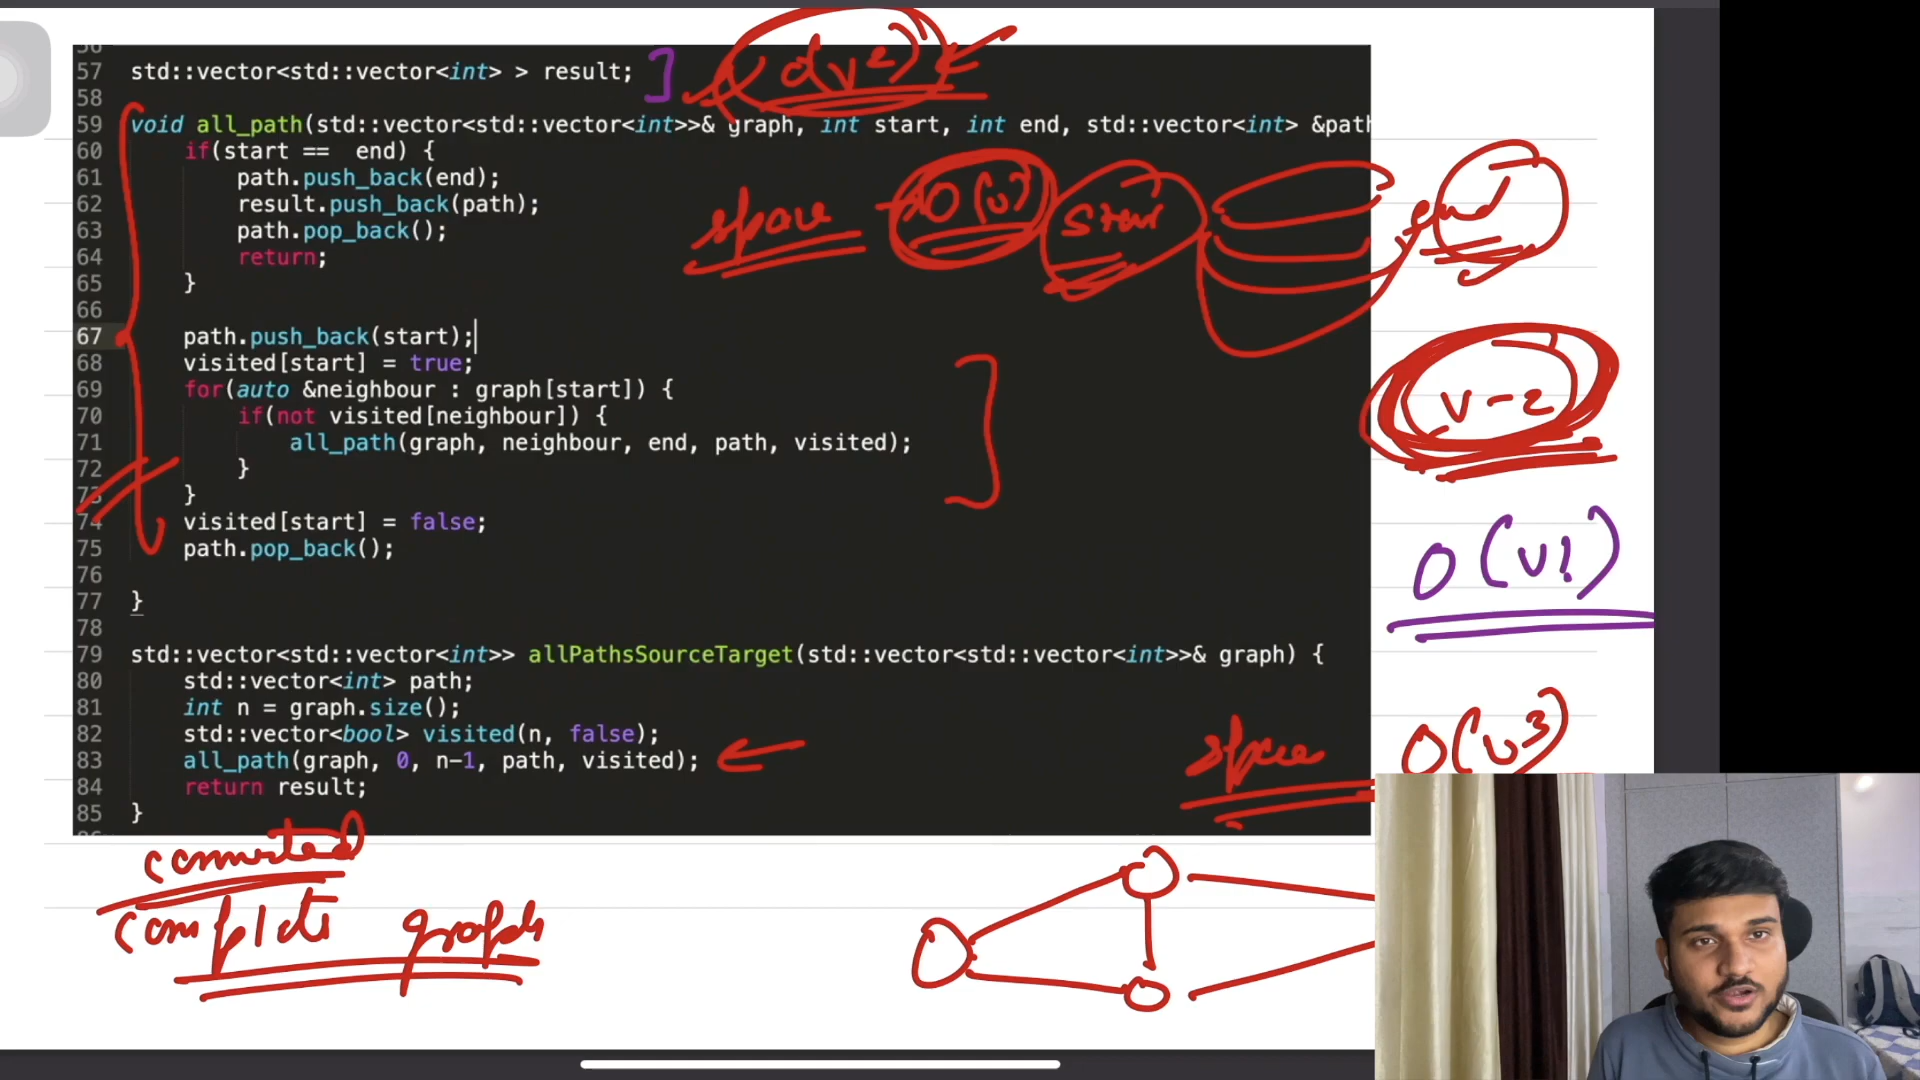 56
57 std::vector<std::vector<int> > result; ] O(v²)
58
59 void all_path(std::vector<std::vector<int>>& graph, int start, int end, std::vector<int> &path
60 if(start == end) {
61 path.push_back(end);
62 result.push_back(path);
63 path.pop_back();
64 return;
65 }
66
space O(v) start end
67 path.push_back(start);
68 visited[start] = true;
69 for(auto &neighbour : graph[start]) {
70 if(not visited[neighbour]) {
71 all_path(graph, neighbour, end, path, visited);
72 }
73 }
74 visited[start] = false;
75 path.pop_back();
76
77 }
78
v-2
O(v!)
79 std::vector<std::vector<int>> allPathsSourceTarget(std::vector<std::vector<int>>& graph) {
80 std::vector<int> path;
81 int n = graph.size();
82 std::vector<bool> visited(n, false);
83 all_path(graph, 0, n-1, path, visited);
84 return result;
85 }
space O(v³)
connected
complete graph